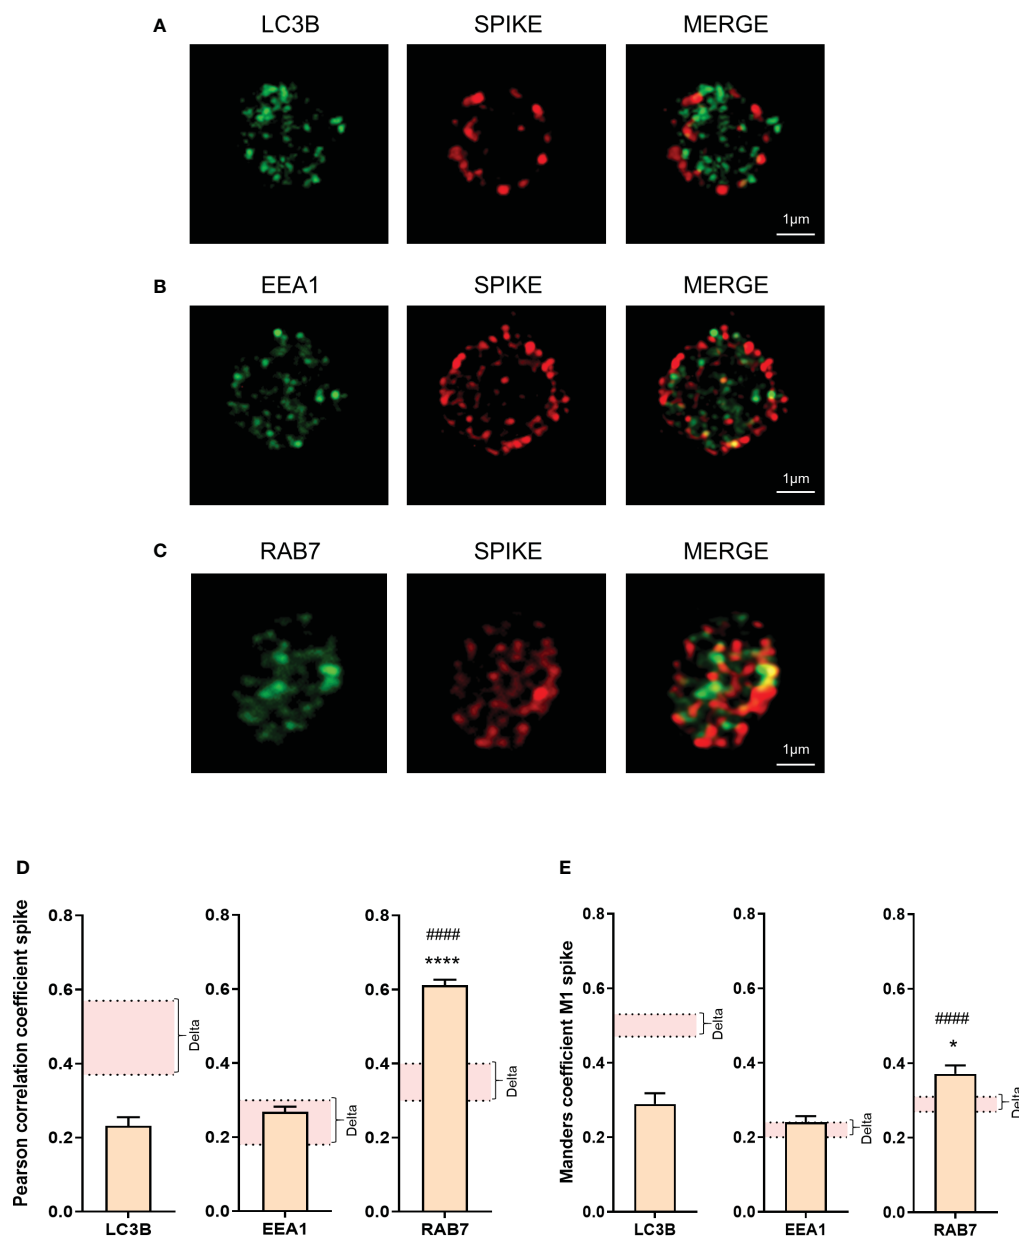 A
LC3B SPIKE MERGE
1µm
B
EEA1 SPIKE MERGE
1µm
C
RAB7 SPIKE MERGE
1µm
D
Pearson correlation coefficient spike
0.8
0.6
0.4
0.2
0.0
Delta
LC3B
0.8
0.6
0.4
0.2
0.0
Delta
EEA1
0.8
0.6
0.4
0.2
0.0
####
****
Delta
RAB7
E
Manders coefficient M1 spike
0.8
0.6
0.4
0.2
0.0
Delta
LC3B
0.8
0.6
0.4
0.2
0.0
Delta
EEA1
0.8
0.6
0.4
0.2
0.0
####
*
Delta
RAB7